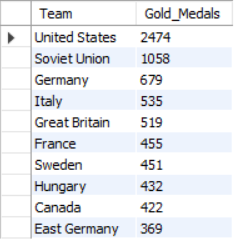 Team Gold_Medals
United States 2474
Soviet Union 1058
Germany 679
Italy 535
Great Britain 519
France 455
Sweden 451
Hungary 432
Canada 422
East Germany 369